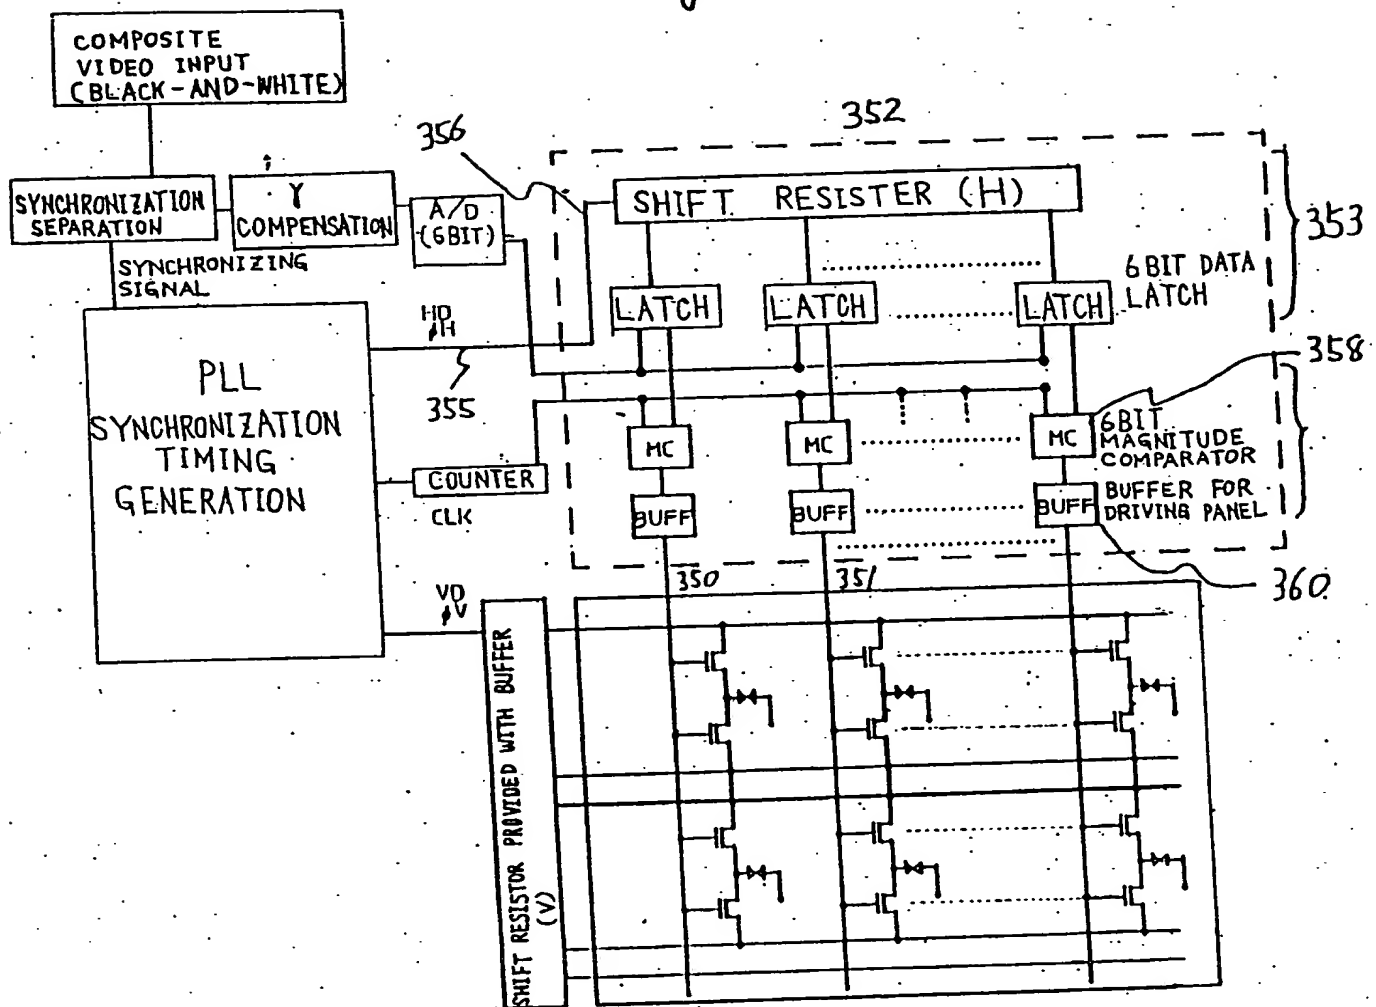 COMPOSITE
VIDEO INPUT
(BLACK-AND-WHITE)
SYNCHRONIZATION
SEPARATION
γ
COMPENSATION
A/D
(6BIT)
356
352
SHIFT RESISTER (H)
353
SYNCHRONIZING
SIGNAL
LATCH
LATCH
LATCH
6BIT DATA
LATCH
HD
φH
355
358
PLL
SYNCHRONIZATION
TIMING
GENERATION
COUNTER
CLK
MC
MC
MC
6BIT
MAGNITUDE
COMPARATOR
BUFF
BUFF
BUFF
BUFFER FOR
DRIVING PANEL
350
351
360
VD
φV
SHIFT RESISTOR PROVIDED WITH BUFFER
(V)